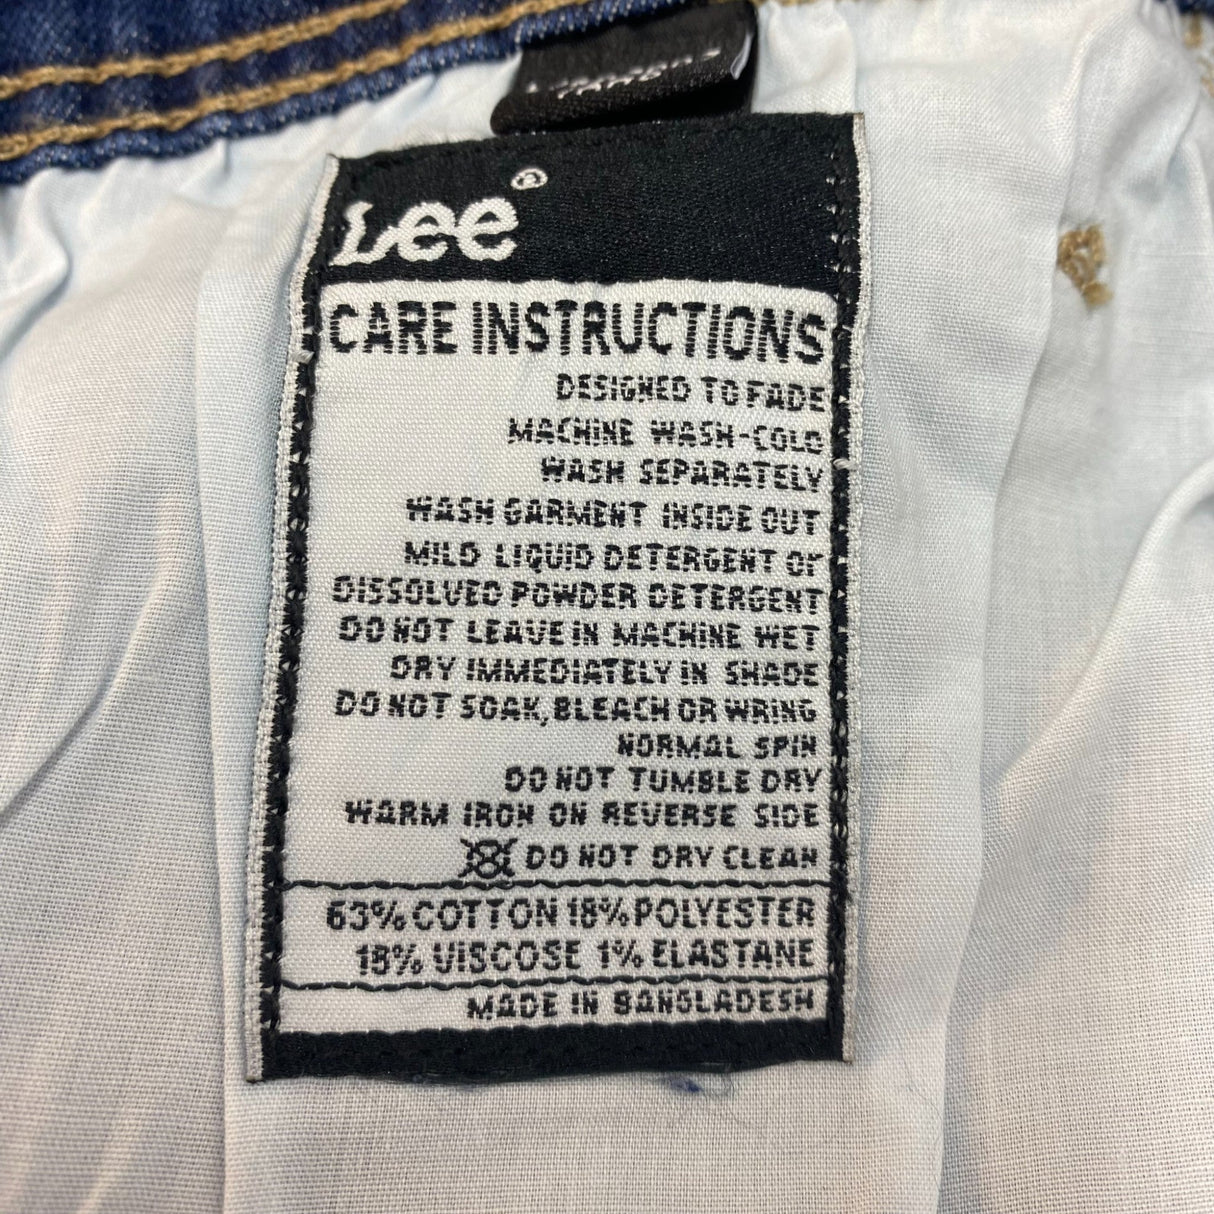 Lee®
CARE INSTRUCTIONS
DESIGNED TO FADE
MACHINE WASH-COLD
WASH SEPARATELY
WASH GARMENT INSIDE OUT
MILD LIQUID DETERGENT Or
DISSOLVED POWDER DETERGENT
DO NOT LEAVE IN MACHINE WET
DRY IMMEDIATELY IN SHADE
DO NOT SOAK, BLEACH OR WRING
NORMAL SPIN
DO NOT TUMBLE DRY
WARM IRON ON REVERSE SIDE
DO NOT DRY CLEAN
63% COTTON 18% POLYESTER
18% VISCOSE 1% ELASTANE
MADE IN BANGLADESH